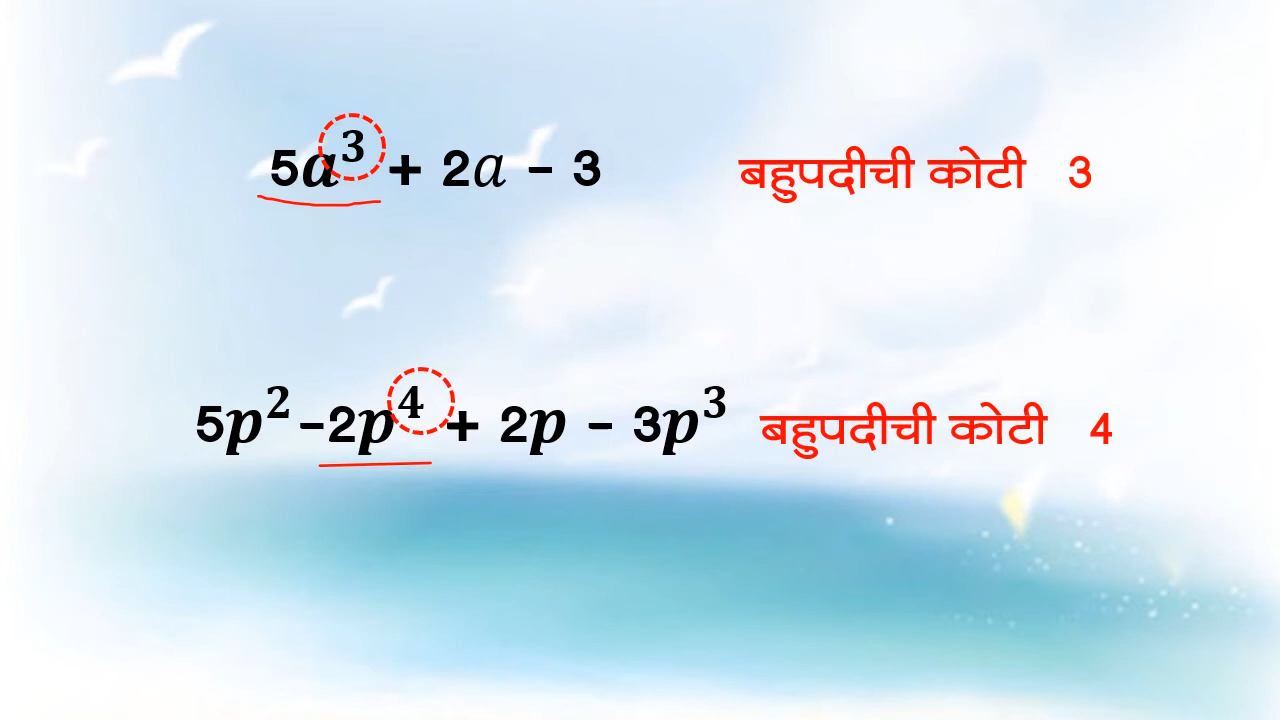 5a³ + 2a - 3 बहुपदीची कोटी 3
5p² -2p⁴ + 2p - 3p³ बहुपदीची कोटी 4